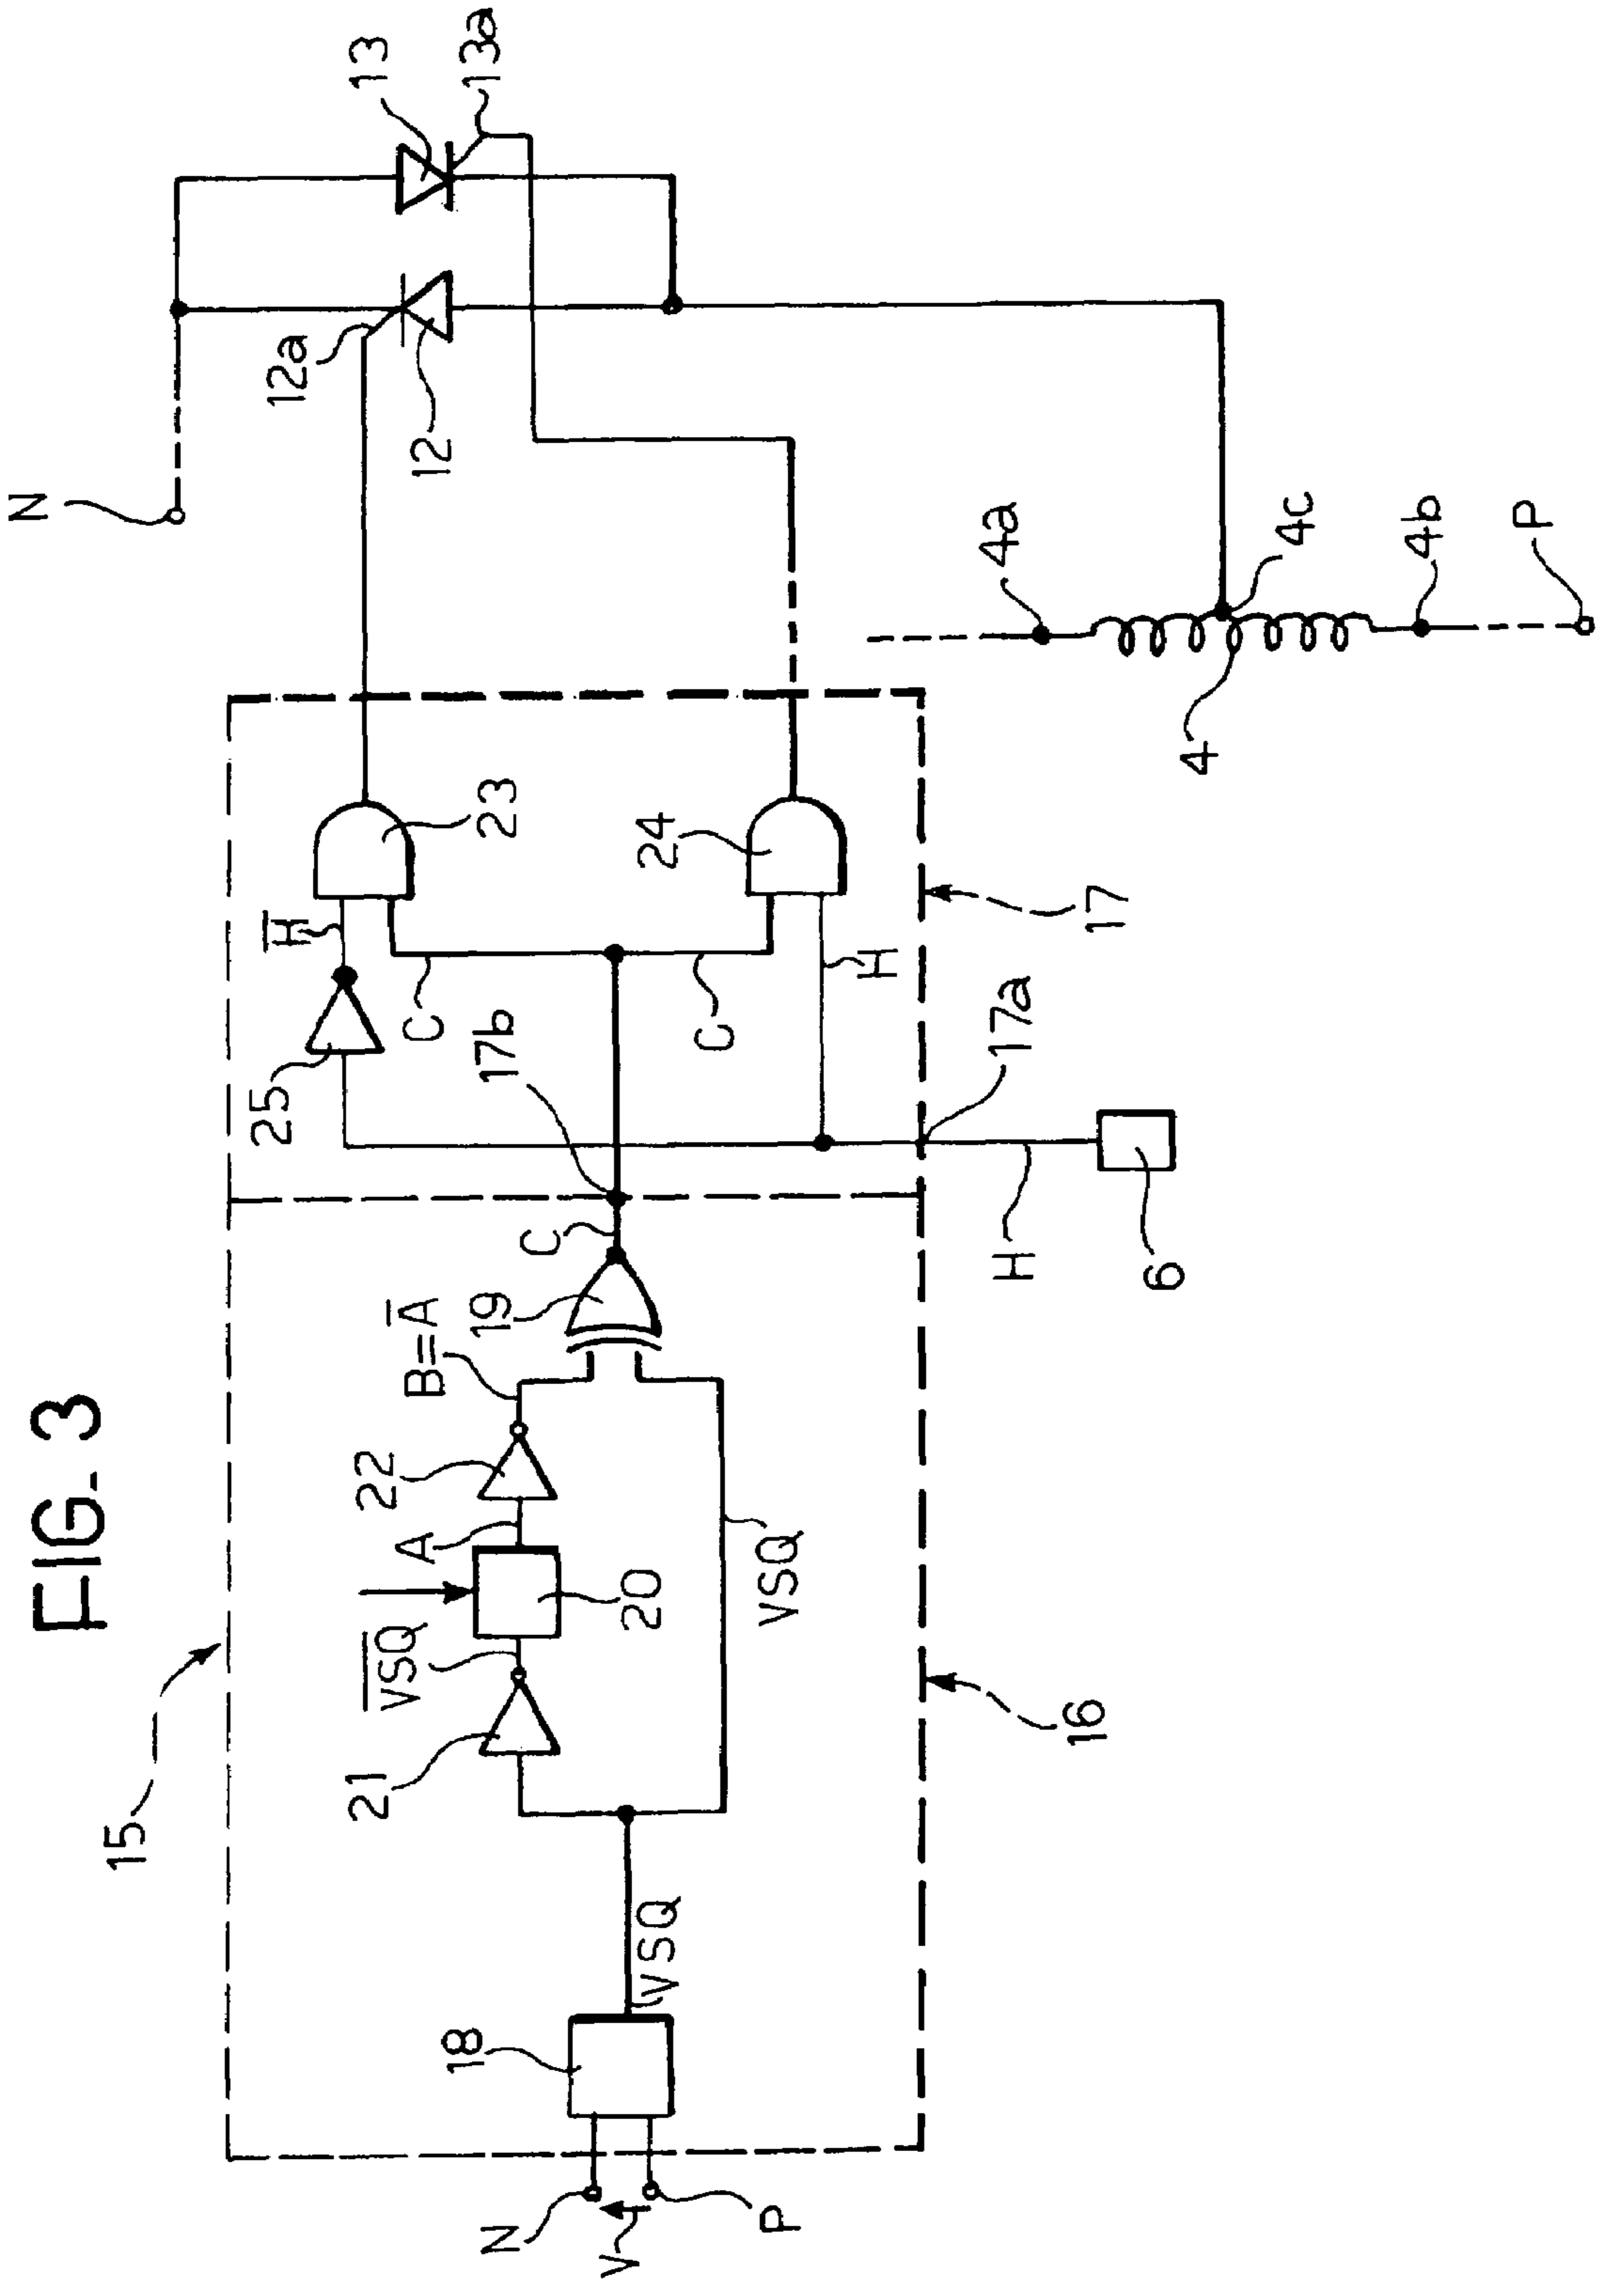 FIG. 3
15
N
V
P
18
VSQ
21
V̅S̅Q̅
20
A
22
B=A̅
VSQ
19
C
17b
25
H̅
C
C
H
23
24
16
17
17a
H
6
N
12a
12
13
13a
4a
4
4c
4b
P